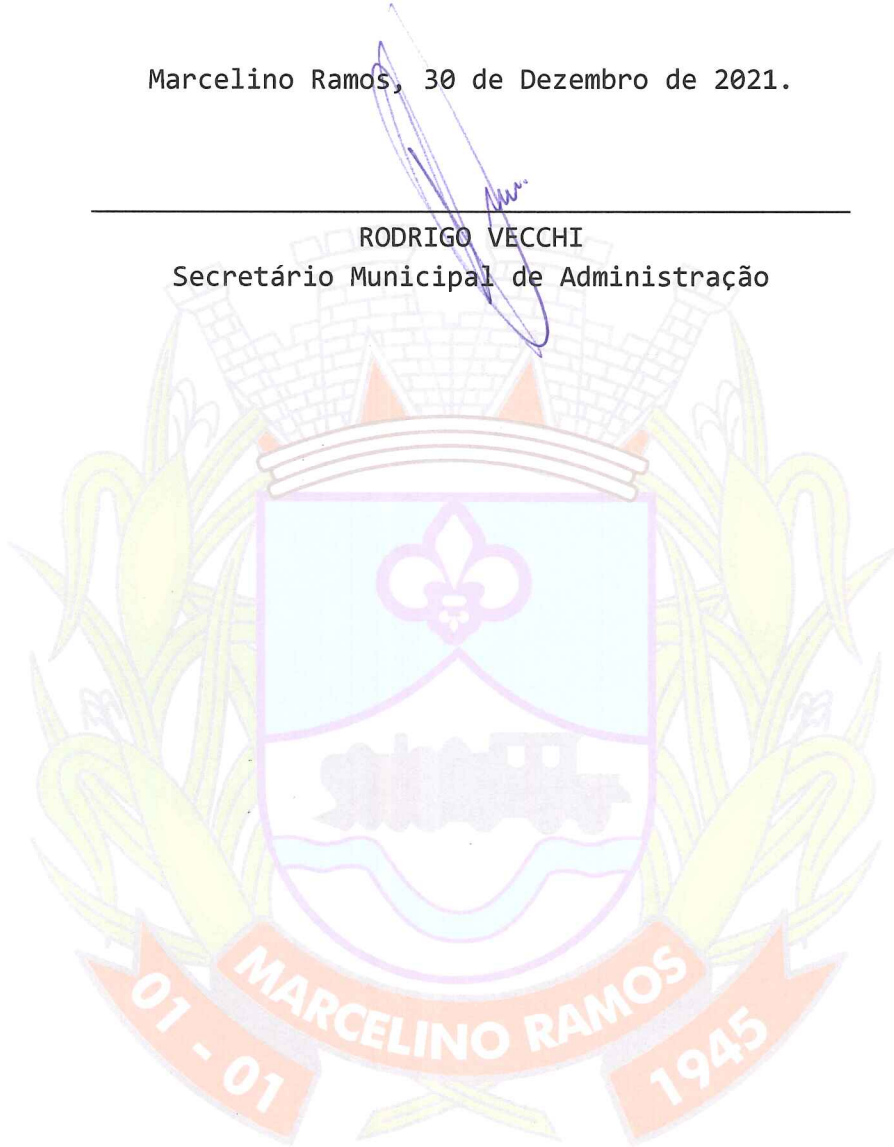 Marcelino Ramos, 30 de Dezembro de 2021.
RODRIGO VECCHI
Secretário Municipal de Administração
MARCELINO RAMOS
01 - 01
1945